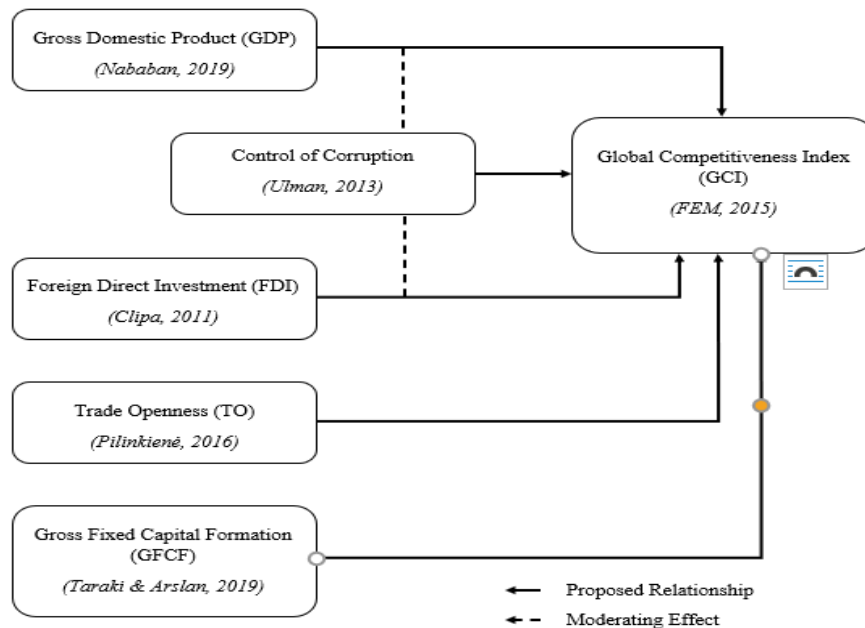 Gross Domestic Product (GDP)
(Nababan, 2019)
Control of Corruption
(Ulman, 2013)
Global Competitiveness Index
(GCI)
(FEM, 2015)
Foreign Direct Investment (FDI)
(Clipa, 2011)
Trade Openness (TO)
(Pilinkienė, 2016)
Gross Fixed Capital Formation
(GFCF)
(Taraki & Arslan, 2019)
Proposed Relationship
Moderating Effect